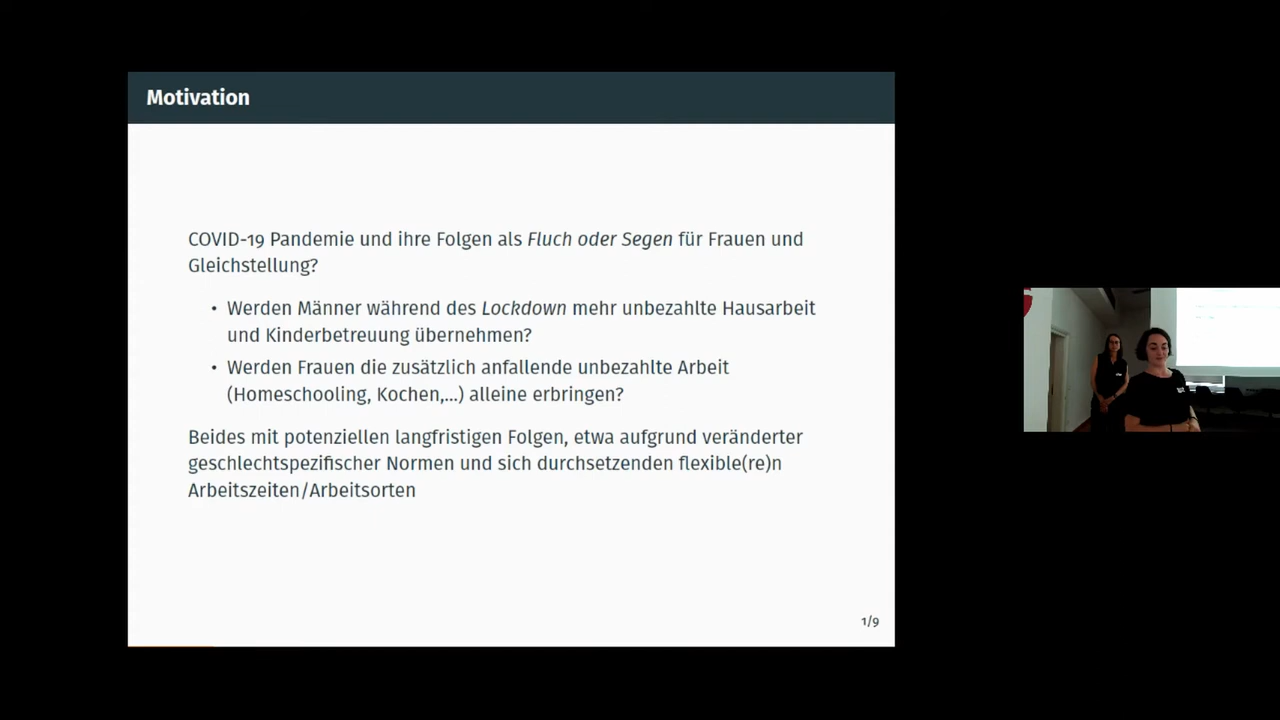 Motivation
COVID-19 Pandemie und ihre Folgen als Fluch oder Segen für Frauen und
Gleichstellung?
• Werden Männer während des Lockdown mehr unbezahlte Hausarbeit
und Kinderbetreuung übernehmen?
• Werden Frauen die zusätzlich anfallende unbezahlte Arbeit
(Homeschooling, Kochen,...) alleine erbringen?
Beides mit potenziellen langfristigen Folgen, etwa aufgrund veränderter
geschlechtspezifischer Normen und sich durchsetzenden flexible(re)n
Arbeitszeiten/Arbeitsorten
1/9